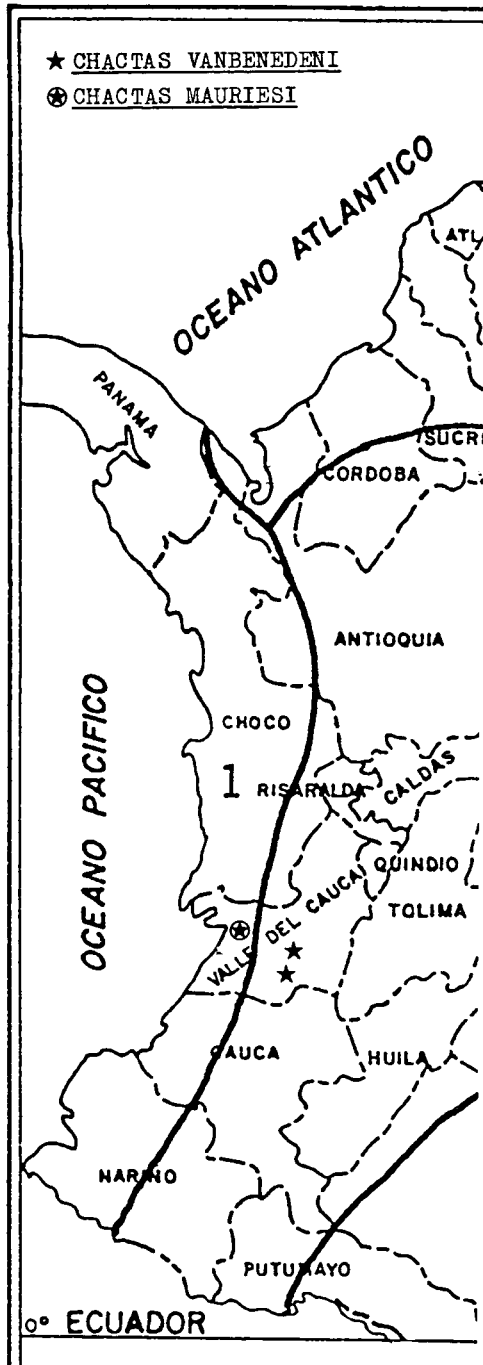 ★ CHACTAS VANBENEDENI
✪ CHACTAS MAURIESI
OCEANO ATLANTICO
ATL
PANAMA
SUCRE
CORDOBA
ANTIOQUIA
OCEANO PACIFICO
CHOCO
1
RISARALDA
CALDAS
QUINDIO
TOLIMA
VALLE DEL CAUCA
CAUCA
HUILA
NARIÑO
PUTUMAYO
0° ECUADOR